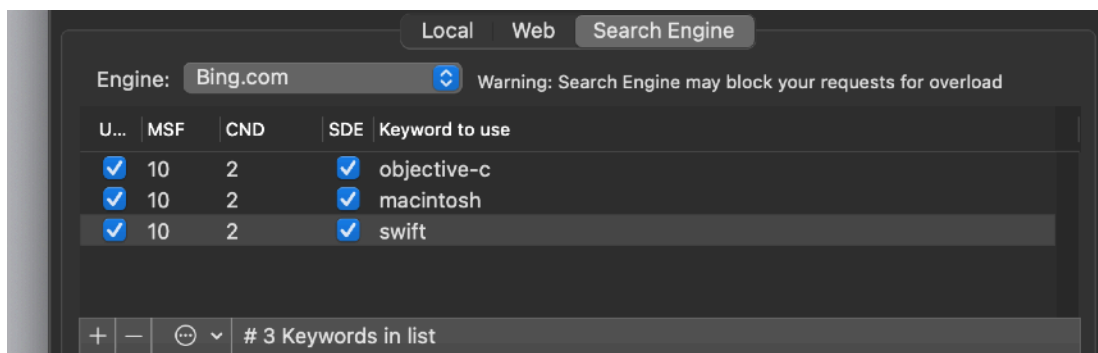 Local Web Search Engine
Engine: Bing.com Warning: Search Engine may block your requests for overload
U... MSF CND SDE Keyword to use
10 2 objective-c
10 2 macintosh
10 2 swift
+ − # 3 Keywords in list